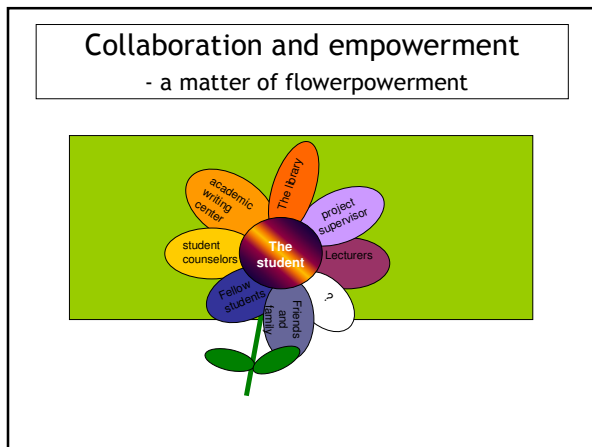 Collaboration and empowerment
- a matter of flowerpowerment
The library
academic
writing
center
project
supervisor
student
counselors
The
student
Lecturers
Fellow
students
?
Friends
and
family